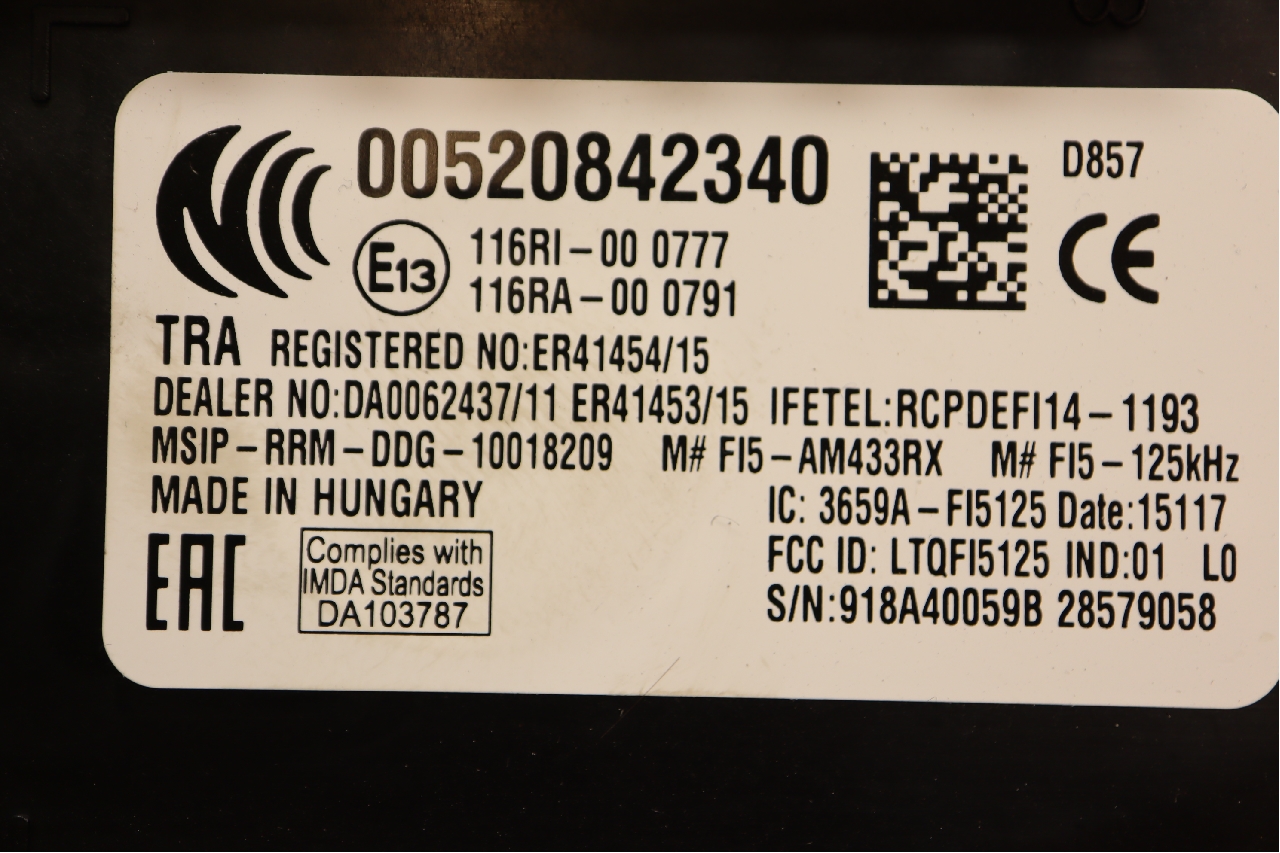 00520842340
D857
E13
116RI-00 0777
116RA-00 0791
CE
TRA REGISTERED NO:ER41454/15
DEALER NO:DA0062437/11 ER41453/15 IFETEL:RCPDEFI14-1193
MSIP-RRM-DDG-10018209 M# FI5-AM433RX M# FI5-125kHz
MADE IN HUNGARY
IC: 3659A-FI5125 Date:15117
FCC ID: LTQFI5125 IND:01 L0
S/N:918A40059B 28579058
EAC
Complies with
IMDA Standards
DA103787